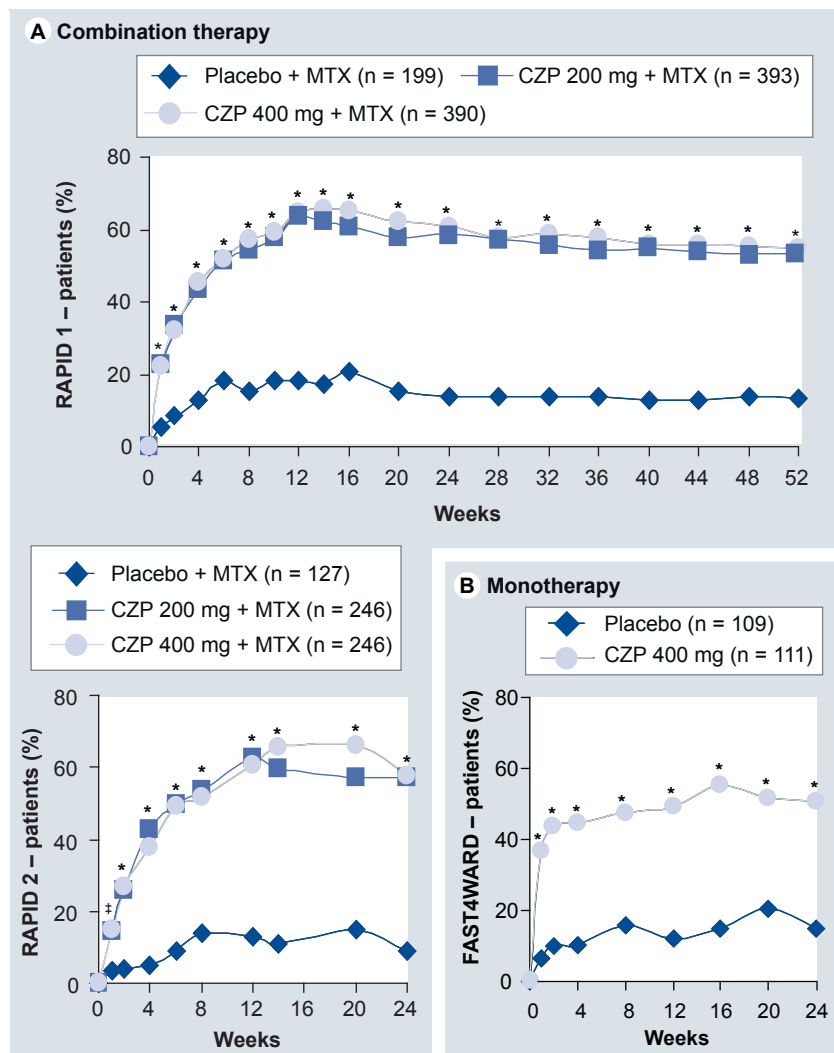 A Combination therapy
Placebo + MTX (n = 199) CZP 200 mg + MTX (n = 393)
CZP 400 mg + MTX (n = 390)
RAPID 1 – patients (%)
80
60
40
20
0
* * * * * * * * * * * * * * * * * *
0 4 8 12 16 20 24 28 32 36 40 44 48 52
Weeks
Placebo + MTX (n = 127)
CZP 200 mg + MTX (n = 246)
CZP 400 mg + MTX (n = 246)
RAPID 2 – patients (%)
80
60
40
20
0
‡ * * * * * * * *
0 4 8 12 16 20 24
Weeks
B Monotherapy
Placebo (n = 109)
CZP 400 mg (n = 111)
FAST4WARD – patients (%)
80
60
40
20
0
* * * * * * * *
0 4 8 12 16 20 24
Weeks